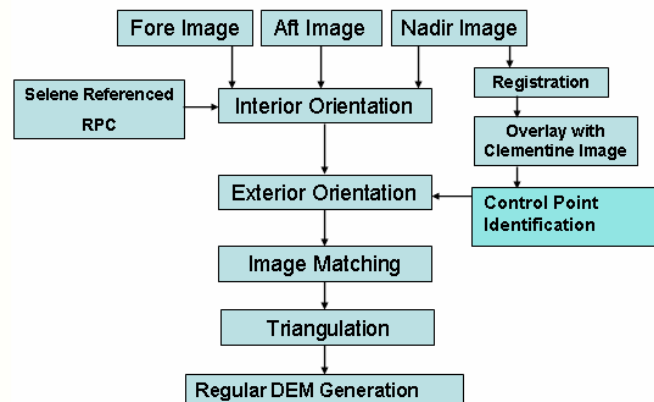 Fore Image
Aft Image
Nadir Image
Selene Referenced
RPC
Interior Orientation
Registration
Overlay with
Clementine Image
Exterior Orientation
Control Point
Identification
Image Matching
Triangulation
Regular DEM Generation